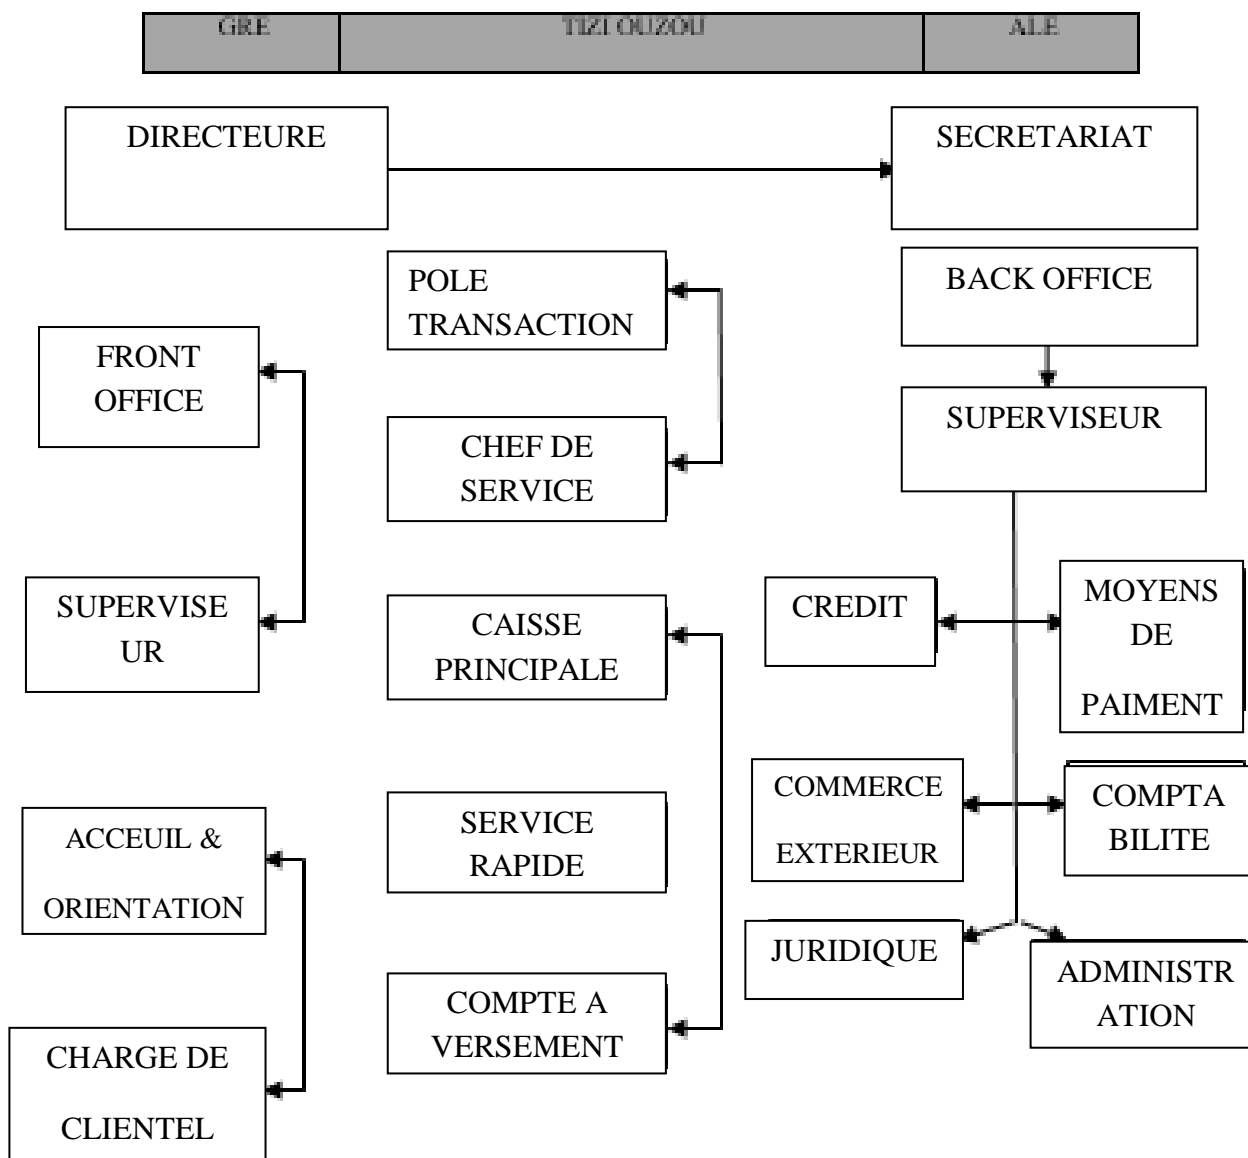 GRE TIZI OUZOU ALE
DIRECTEURE
SECRETARIAT
POLE
TRANSACTION
BACK OFFICE
FRONT
OFFICE
SUPERVISEUR
CHEF DE
SERVICE
SUPERVISE
UR
CAISSE
PRINCIPALE
CREDIT
MOYENS
DE
PAIMENT
ACCEUIL &
ORIENTATION
SERVICE
RAPIDE
COMMERCE
EXTERIEUR
COMPTA
BILITE
JURIDIQUE
ADMINISTR
ATION
COMPTE A
VERSEMENT
CHARGE DE
CLIENTEL